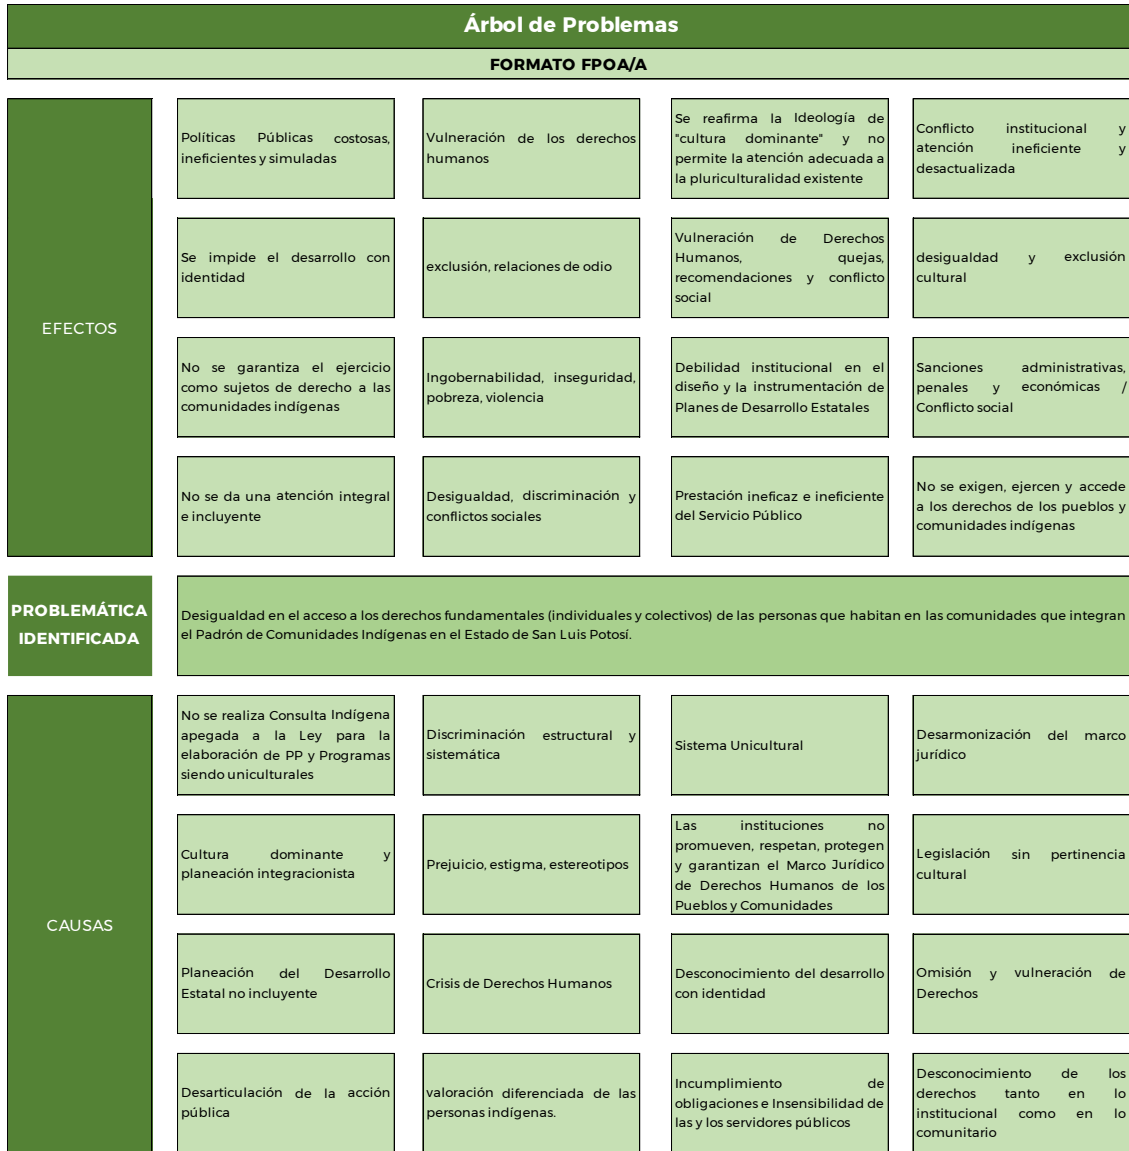 Árbol de Problemas
FORMATO FPOA/A
EFECTOS
Políticas Públicas costosas,
ineficientes y simuladas
Vulneración de los derechos
humanos
Se reafirma la Ideología de
"cultura dominante" y no
permite la atención adecuada a
la pluriculturalidad existente
Conflicto institucional y
atención ineficiente y
desactualizada
Se impide el desarrollo con
identidad
exclusión, relaciones de odio
Vulneración de Derechos
Humanos, quejas,
recomendaciones y conflicto
social
desigualdad y exclusión
cultural
No se garantiza el ejercicio
como sujetos de derecho a las
comunidades indígenas
Ingobernabilidad, inseguridad,
pobreza, violencia
Debilidad institucional en el
diseño y la instrumentación de
Planes de Desarrollo Estatales
Sanciones administrativas,
penales y económicas /
Conflicto social
No se da una atención integral
e incluyente
Desigualdad, discriminación y
conflictos sociales
Prestación ineficaz e ineficiente
del Servicio Público
No se exigen, ejercen y accede
a los derechos de los pueblos y
comunidades indígenas
PROBLEMÁTICA
IDENTIFICADA
Desigualdad en el acceso a los derechos fundamentales (individuales y colectivos) de las personas que habitan en las comunidades que integran
el Padrón de Comunidades Indígenas en el Estado de San Luis Potosí.
CAUSAS
No se realiza Consulta Indígena
apegada a la Ley para la
elaboración de PP y Programas
siendo uniculturales
Discriminación estructural y
sistemática
Sistema Unicultural
Desarmonización del marco
jurídico
Cultura dominante y
planeación integracionista
Prejuicio, estigma, estereotipos
Las instituciones no
promueven, respetan, protegen
y garantizan el Marco Jurídico
de Derechos Humanos de los
Pueblos y Comunidades
Legislación sin pertinencia
cultural
Planeación del Desarrollo
Estatal no incluyente
Crisis de Derechos Humanos
Desconocimiento del desarrollo
con identidad
Omisión y vulneración de
Derechos
Desarticulación de la acción
pública
valoración diferenciada de las
personas indígenas.
Incumplimiento de
obligaciones e Insensibilidad de
las y los servidores públicos
Desconocimiento de los
derechos tanto en lo
institucional como en lo
comunitario